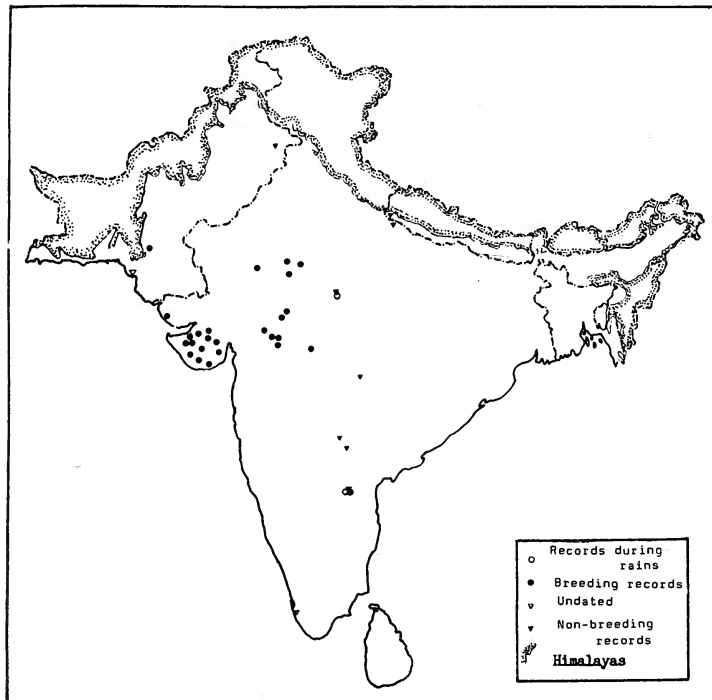 Records during
rains
Breeding records
Undated
Non-breeding
records
Himalayas